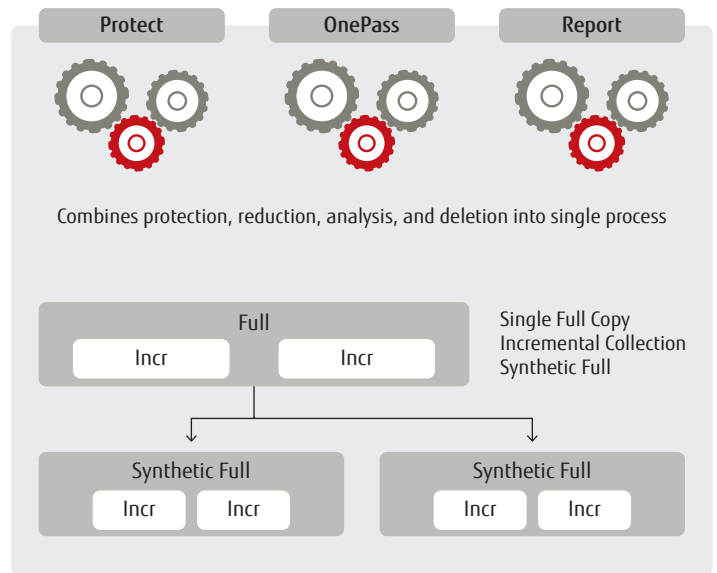 Protect
OnePass
Report
Combines protection, reduction, analysis, and deletion into single process
Full
Incr
Incr
Single Full Copy
Incremental Collection
Synthetic Full
Synthetic Full
Incr
Incr
Synthetic Full
Incr
Incr